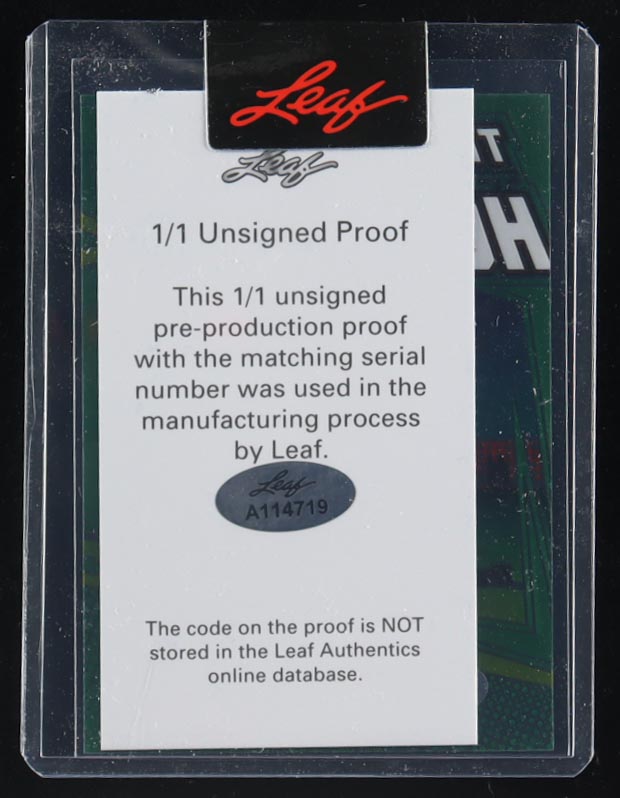 Leaf
Leaf
1/1 Unsigned Proof
This 1/1 unsigned
pre-production proof
with the matching serial
number was used in the
manufacturing process
by Leaf.
Leaf
A114719
The code on the proof is NOT
stored in the Leaf Authentics
online database.